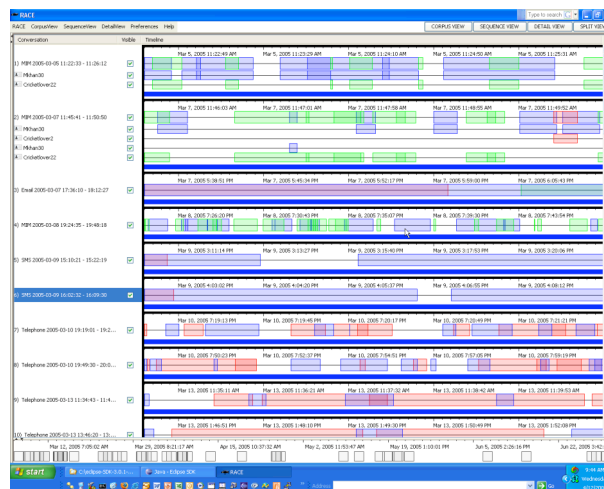 RACE
Type to search
RACE CorpusView SequenceView DetailView Preferences Help
CORPUS VIEW SEQUENCE VIEW DETAIL VIEW SPLIT VIEW
Conversation Visible Timeline
Mar 5, 2005 11:22:49 AM Mar 5, 2005 11:23:29 AM Mar 5, 2005 11:24:10 AM Mar 5, 2005 11:24:50 AM Mar 5, 2005 11:25:31 AM
1) MIM 2005-03-05 11:22:33 - 11:26:12
Mkhan30
Cricketlover22
Mar 7, 2005 11:46:03 AM Mar 7, 2005 11:47:01 AM Mar 7, 2005 11:47:58 AM Mar 7, 2005 11:48:55 AM Mar 7, 2005 11:49:52 AM
2) MIM 2005-03-07 11:45:41 - 11:50:50
Mkhan30
Cricketlover2
Mkhan30
Cricketlover22
Mar 7, 2005 5:38:51 PM Mar 7, 2005 5:45:34 PM Mar 7, 2005 5:52:17 PM Mar 7, 2005 5:59:00 PM Mar 7, 2005 6:05:43 PM
3) Email 2005-03-07 17:36:10 - 18:12:27
Mar 8, 2005 7:26:20 PM Mar 8, 2005 7:30:43 PM Mar 8, 2005 7:35:07 PM Mar 8, 2005 7:39:30 PM Mar 8, 2005 7:43:54 PM
4) MIM 2005-03-08 19:24:35 - 19:48:18
Mar 9, 2005 3:11:14 PM Mar 9, 2005 3:13:27 PM Mar 9, 2005 3:15:40 PM Mar 9, 2005 3:17:53 PM Mar 9, 2005 3:20:06 PM
5) SMS 2005-03-09 15:10:21 - 15:22:19
Mar 9, 2005 4:03:02 PM Mar 9, 2005 4:04:20 PM Mar 9, 2005 4:05:37 PM Mar 9, 2005 4:06:55 PM Mar 9, 2005 4:08:12 PM
6) SMS 2005-03-09 16:02:32 - 16:09:30
Mar 10, 2005 7:19:13 PM Mar 10, 2005 7:19:45 PM Mar 10, 2005 7:20:17 PM Mar 10, 2005 7:20:49 PM Mar 10, 2005 7:21:21 PM
7) Telephone 2005-03-10 19:19:01 - 19:2...
Mar 10, 2005 7:50:23 PM Mar 10, 2005 7:52:37 PM Mar 10, 2005 7:54:51 PM Mar 10, 2005 7:57:05 PM Mar 10, 2005 7:59:19 PM
8) Telephone 2005-03-10 19:49:30 - 20:0...
Mar 13, 2005 11:35:11 AM Mar 13, 2005 11:36:21 AM Mar 13, 2005 11:37:32 AM Mar 13, 2005 11:38:42 AM Mar 13, 2005 11:39:53 AM
9) Telephone 2005-03-13 11:34:43 - 11:4...
Mar 13, 2005 1:46:51 PM Mar 13, 2005 1:48:10 PM Mar 13, 2005 1:49:30 PM Mar 13, 2005 1:50:49 PM Mar 13, 2005 1:52:08 PM
10) Telephone 2005-03-13 13:46:20 - 13:...
Mar 12, 2005 7:05:02 AM Mar 29, 2005 8:21:17 AM Apr 15, 2005 10:37:32 AM May 2, 2005 11:53:47 AM May 19, 2005 1:10:01 PM Jun 5, 2005 2:26:16 PM Jun 22, 2005 3:42
start C:\eclipse-SDK-3.0.1-... Java - Eclipse SDK RACE 9:44 AM
Wednesday
Address Go